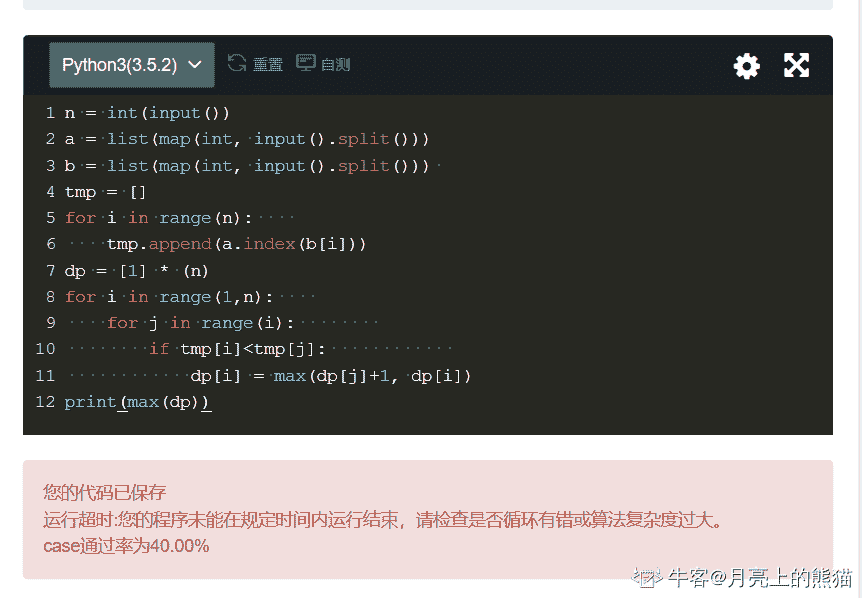 Python3(3.5.2) 重置 自测
1 n = int(input())
2 a = list(map(int, input().split()))
3 b = list(map(int, input().split()))
4 tmp = []
5 for i in range(n):
6     tmp.append(a.index(b[i]))
7 dp = [1] * (n)
8 for i in range(1,n):
9     for j in range(i):
10         if tmp[i]<tmp[j]:
11             dp[i] = max(dp[j]+1, dp[i])
12 print(max(dp))
您的代码已保存
运行超时:您的程序未能在规定时间内运行结束，请检查是否循环有错或算法复杂度过大。
case通过率为40.00%
牛客@月亮上的熊猫